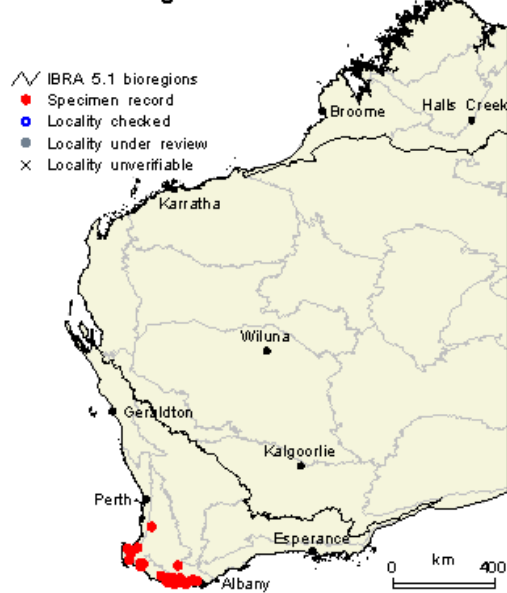 IBRA 5.1 bioregions
Specimen record
Locality checked
Locality under review
Locality unverifiable
Broome
Halls Creek
Karratha
Wiluna
Geraldton
Kalgoorlie
Perth
Esperance
Albany
km
0 400